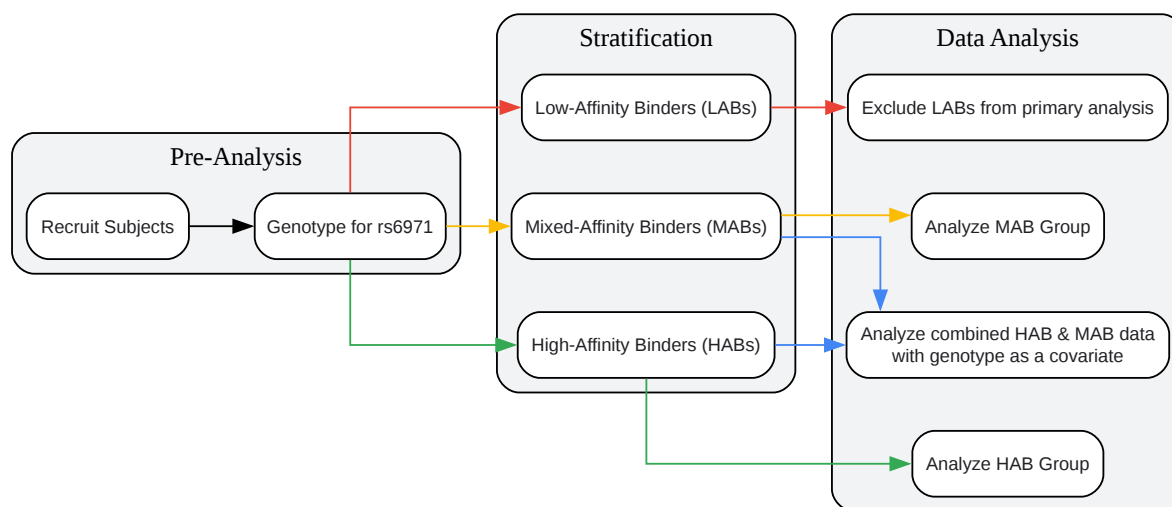 Pre-Analysis
Recruit Subjects
Genotype for rs6971
Stratification
Low-Affinity Binders (LABs)
Mixed-Affinity Binders (MABs)
High-Affinity Binders (HABs)
Data Analysis
Exclude LABs from primary analysis
Analyze MAB Group
Analyze combined HAB & MAB data
with genotype as a covariate
Analyze HAB Group